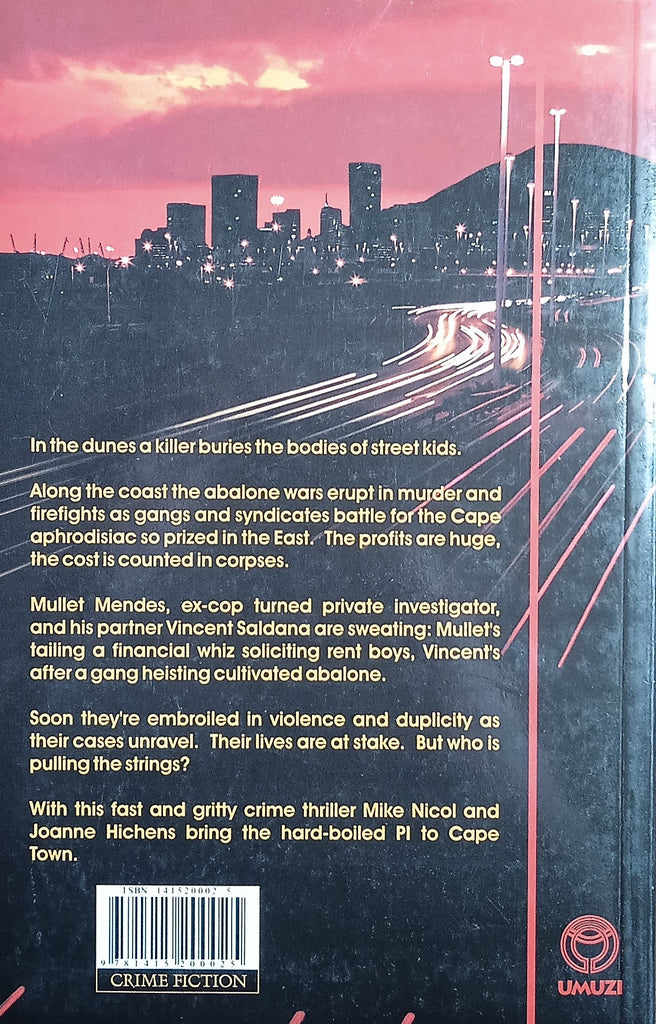 In the dunes a killer buries the bodies of street kids.
Along the coast the abalone wars erupt in murder and
firefights as gangs and syndicates battle for the Cape
aphrodisiac so prized in the East. The profits are huge,
the cost is counted in corpses.
Mullet Mendes, ex-cop turned private investigator,
and his partner Vincent Saldana are sweating: Mullet's
tailing a financial whiz soliciting rent boys, Vincent's
after a gang heisting cultivated abalone.
Soon they're embroiled in violence and duplicity as
their cases unravel. Their lives are at stake. But who is
pulling the strings?
With this fast and gritty crime thriller Mike Nicol and
Joanne Hichens bring the hard-boiled PI to Cape
Town.
ISBN 141520002 5
9 781415 200025
CRIME FICTION
UMUZI